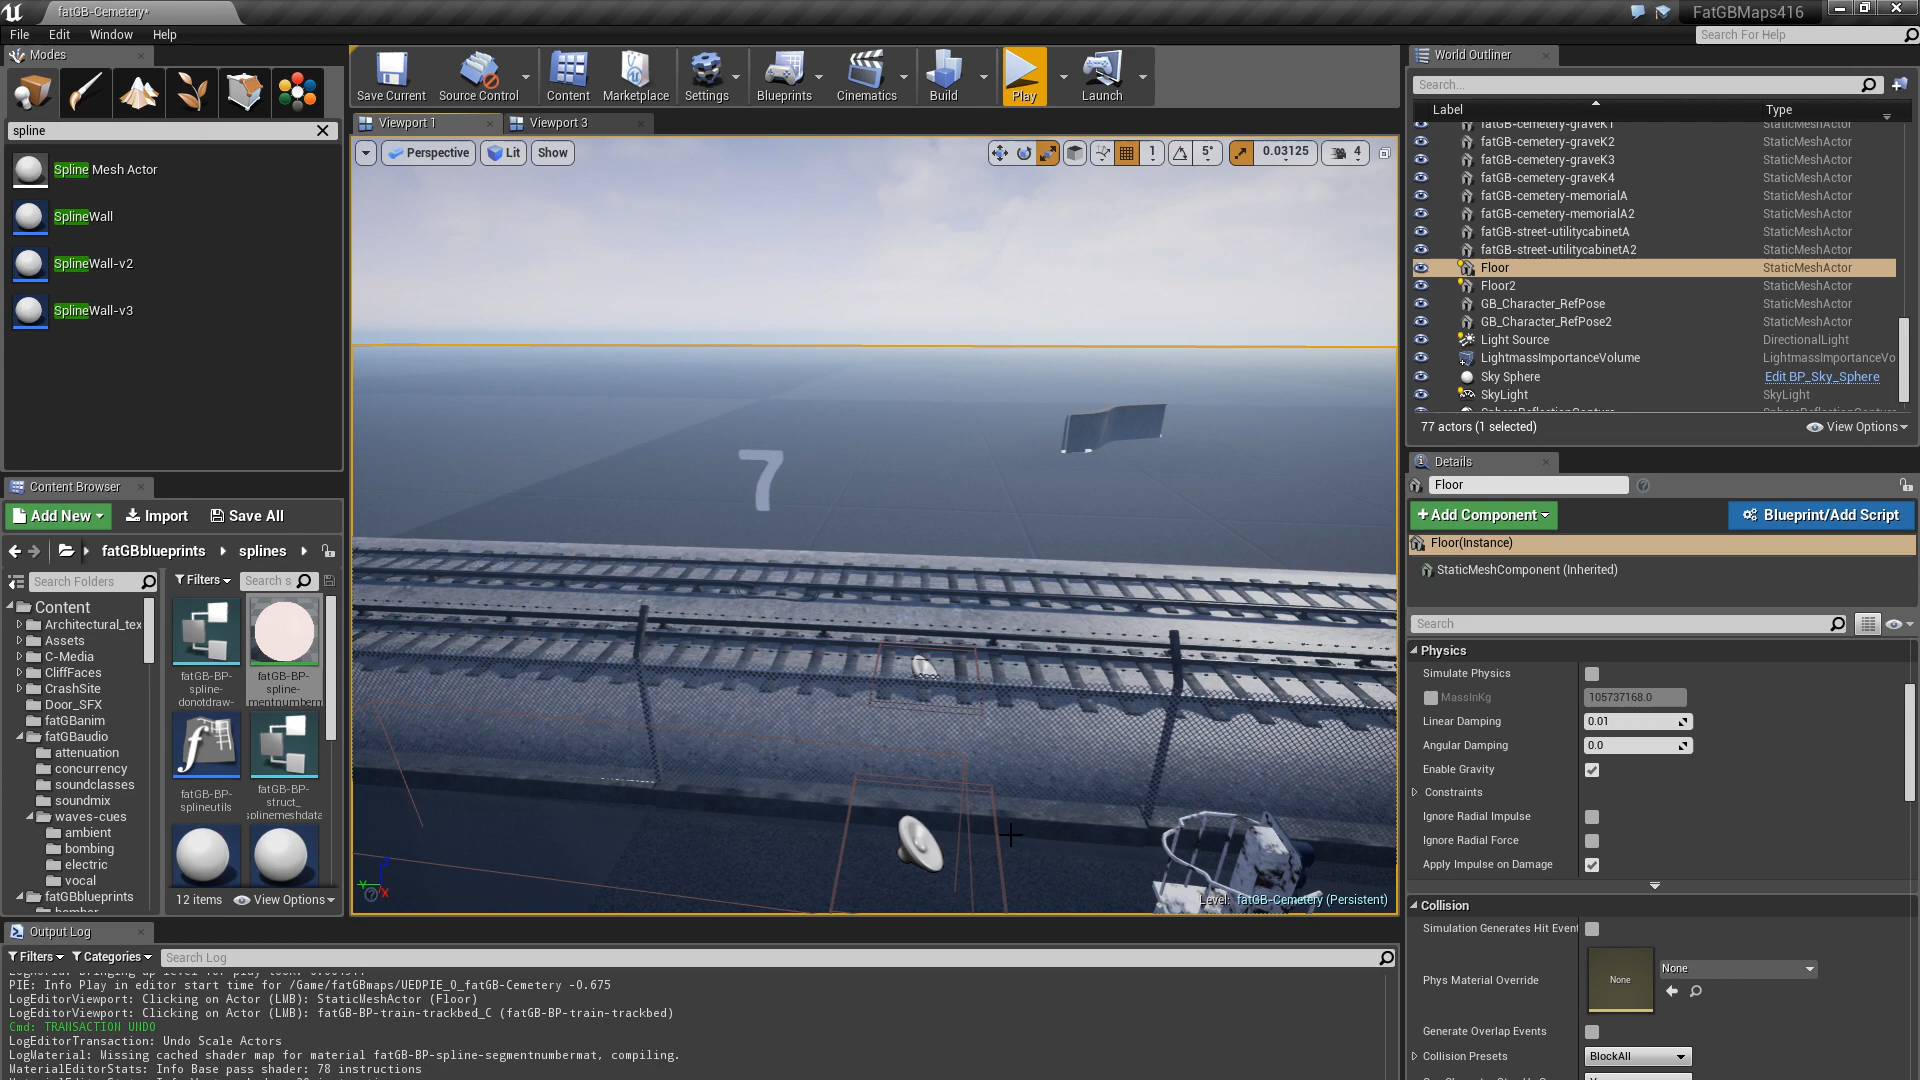 fatGB-Cemetery*
FatGBMaps416
File Edit Window Help
Search For Help
Modes
spline
Spline Mesh Actor
SplineWall
SplineWall-v2
SplineWall-v3
Save Current
Source Control
Content
Marketplace
Settings
Blueprints
Cinematics
Build
Play
Launch
Viewport 1
Viewport 3
Perspective
Lit
Show
1
5°
0.03125
4
7
Level: fatGB-Cemetery (Persistent)
Content Browser
Add New
Import
Save All
fatGBblueprints
splines
Search Folders
Filters
Search s
Content
Architectural_tex
Assets
C-Media
CliffFaces
CrashSite
Door_SFX
fatGBanim
fatGBaudio
attenuation
concurrency
soundclasses
soundmix
waves-cues
ambient
bombing
electric
vocal
fatGBblueprints
fatGB-BP-
spline-
donotdraw-
fatGB-BP-
spline-
mentnumberm
fatGB-BP-
splineutils
fatGB-BP-
struct_
splinemeshdata
12 items
View Options
Output Log
Filters
Categories
Search Log
PIE: Info Play in editor start time for /Game/fatGBmaps/UEDPIE_0_fatGB-Cemetery -0.675
LogEditorViewport: Clicking on Actor (LMB): StaticMeshActor (Floor)
LogEditorViewport: Clicking on Actor (LMB): fatGB-BP-train-trackbed_C (fatGB-BP-train-trackbed)
Cmd: TRANSACTION UNDO
LogEditorTransaction: Undo Scale Actors
LogMaterial: Missing cached shader map for material fatGB-BP-spline-segmentnumbermat, compiling.
MaterialEditorStats: Info Base pass shader: 78 instructions
World Outliner
Search...
Label Type
fatGB-cemetery-graveK1 StaticMeshActor
fatGB-cemetery-graveK2 StaticMeshActor
fatGB-cemetery-graveK3 StaticMeshActor
fatGB-cemetery-graveK4 StaticMeshActor
fatGB-cemetery-memorialA StaticMeshActor
fatGB-cemetery-memorialA2 StaticMeshActor
fatGB-street-utilitycabinetA StaticMeshActor
fatGB-street-utilitycabinetA2 StaticMeshActor
Floor StaticMeshActor
Floor2 StaticMeshActor
GB_Character_RefPose StaticMeshActor
GB_Character_RefPose2 StaticMeshActor
Light Source DirectionalLight
LightmassImportanceVolume LightmassImportanceVo
Sky Sphere Edit BP_Sky_Sphere
SkyLight SkyLight
77 actors (1 selected)
View Options
Details
Floor
Add Component
Blueprint/Add Script
Floor(Instance)
StaticMeshComponent (Inherited)
Search
Physics
Simulate Physics
MassInKg 105737168.0
Linear Damping 0.01
Angular Damping 0.0
Enable Gravity
Constraints
Ignore Radial Impulse
Ignore Radial Force
Apply Impulse on Damage
Collision
Simulation Generates Hit Event
Phys Material Override
None
None
Generate Overlap Events
Collision Presets BlockAll